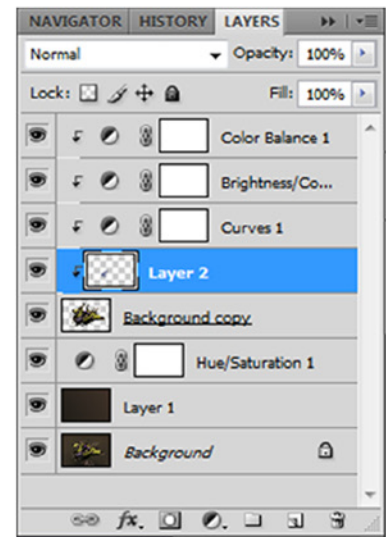 NAVIGATOR HISTORY LAYERS
Normal Opacity: 100%
Lock: Fill: 100%
Color Balance 1
Brightness/Co...
Curves 1
Layer 2
Background copy
Hue/Saturation 1
Layer 1
Background
fx.